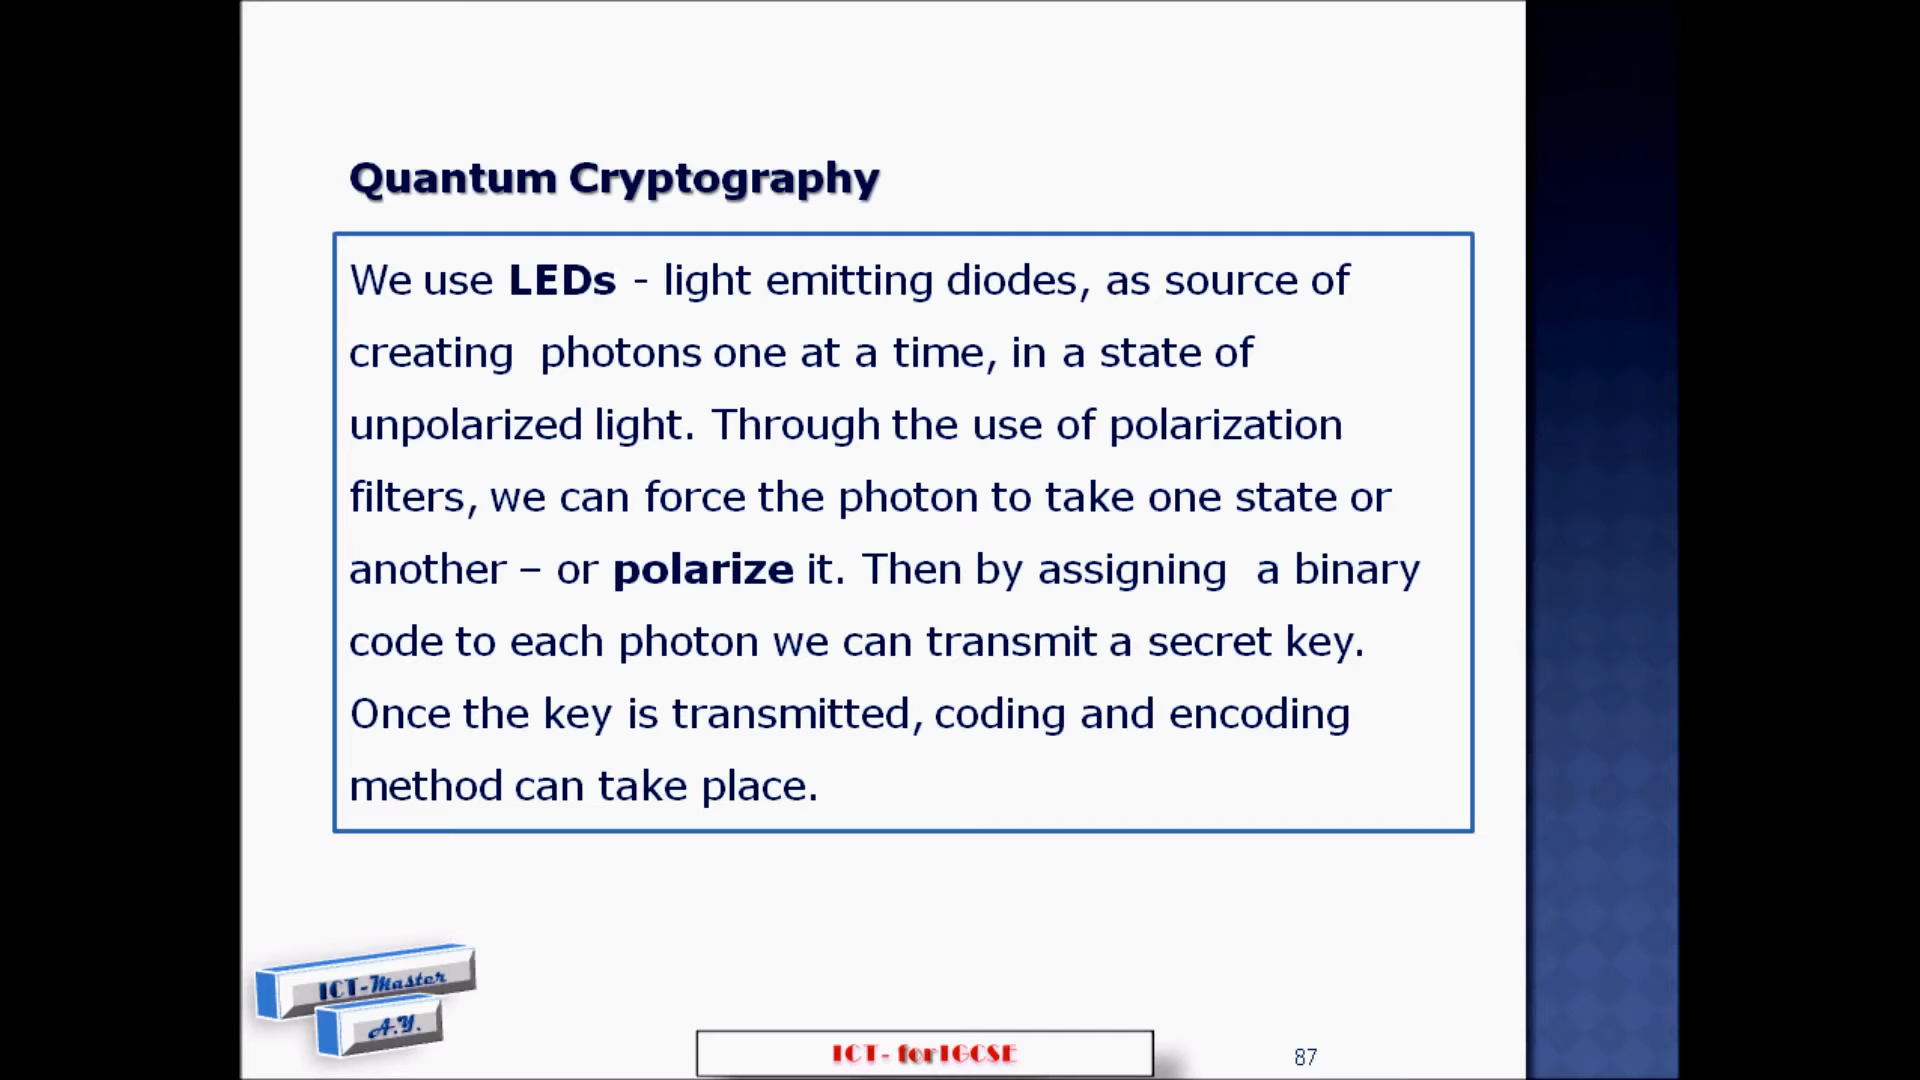 Quantum Cryptography
We use LEDs - light emitting diodes, as source of
creating photons one at a time, in a state of
unpolarized light. Through the use of polarization
filters, we can force the photon to take one state or
another – or polarize it. Then by assigning a binary
code to each photon we can transmit a secret key.
Once the key is transmitted, coding and encoding
method can take place.
ICT-Master
A.Y.
ICT- for IGCSE
87